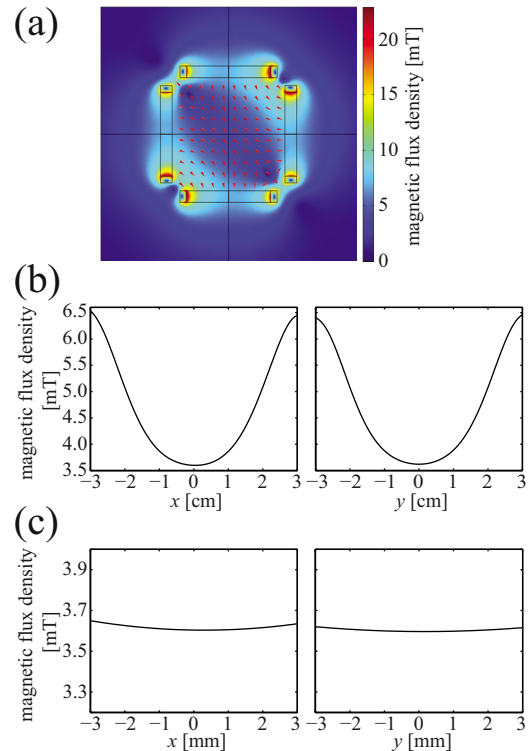 (a)
20
15
10
5
0
magnetic flux density [mT]
(b)
magnetic flux density
[mT]
6.5
6.0
5.5
5.0
4.5
4.0
3.5
−3 −2 −1 0 1 2 3
x [cm]
−3 −2 −1 0 1 2 3
y [cm]
(c)
magnetic flux density
[mT]
3.9
3.7
3.5
3.3
−3 −2 −1 0 1 2 3
x [mm]
−3 −2 −1 0 1 2 3
y [mm]